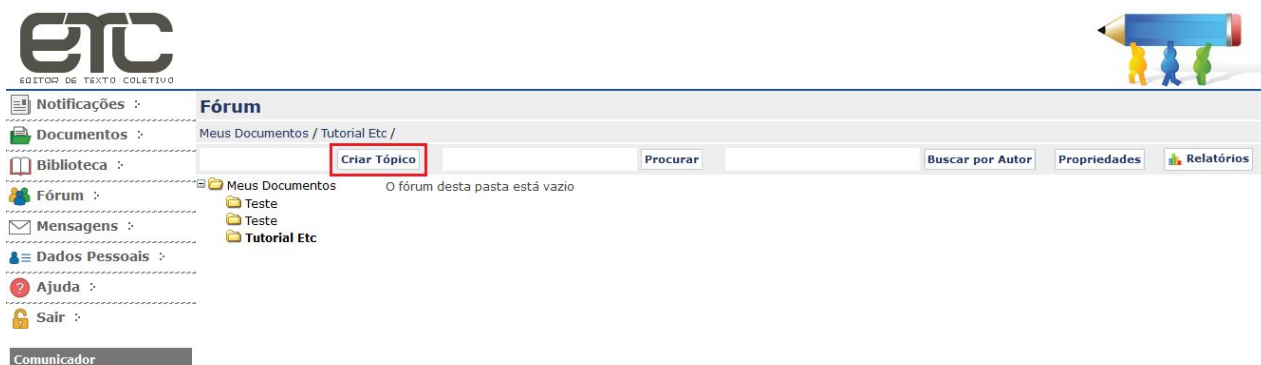 ETC
EDITOR DE TEXTO COLETIVO
Notificações
Documentos
Biblioteca
Fórum
Mensagens
Dados Pessoais
Ajuda
Sair
Comunicador
Fórum
Meus Documentos / Tutorial Etc /
Criar Tópico Procurar Buscar por Autor Propriedades Relatórios
Meus Documentos
Teste
Teste
Tutorial Etc
O fórum desta pasta está vazio